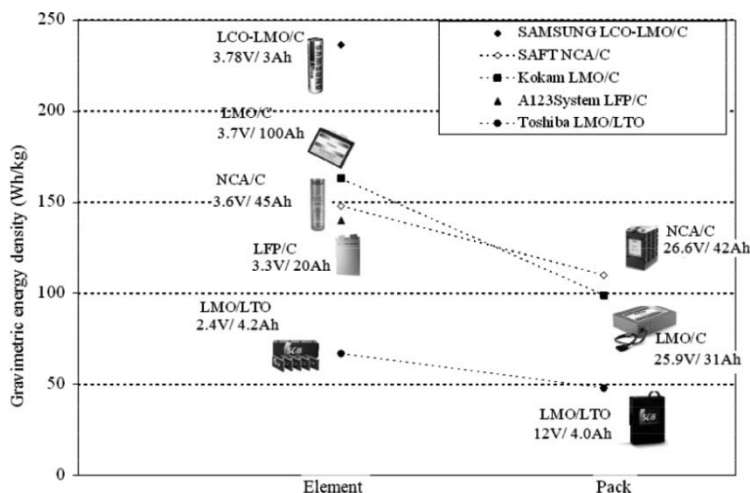 Gravimetric energy density (Wh/kg)
250
200
150
100
50
0
LCO-LMO/C
3.78V/ 3Ah
LMO/C
3.7V/ 100Ah
NCA/C
3.6V/ 45Ah
LFP/C
3.3V/ 20Ah
LMO/LTO
2.4V/ 4.2Ah
SAMSUNG LCO-LMO/C
SAFT NCA/C
Kokam LMO/C
A123System LFP/C
Toshiba LMO/LTO
NCA/C
26.6V/ 42Ah
LMO/C
25.9V/ 31Ah
LMO/LTO
12V/ 4.0Ah
Element
Pack